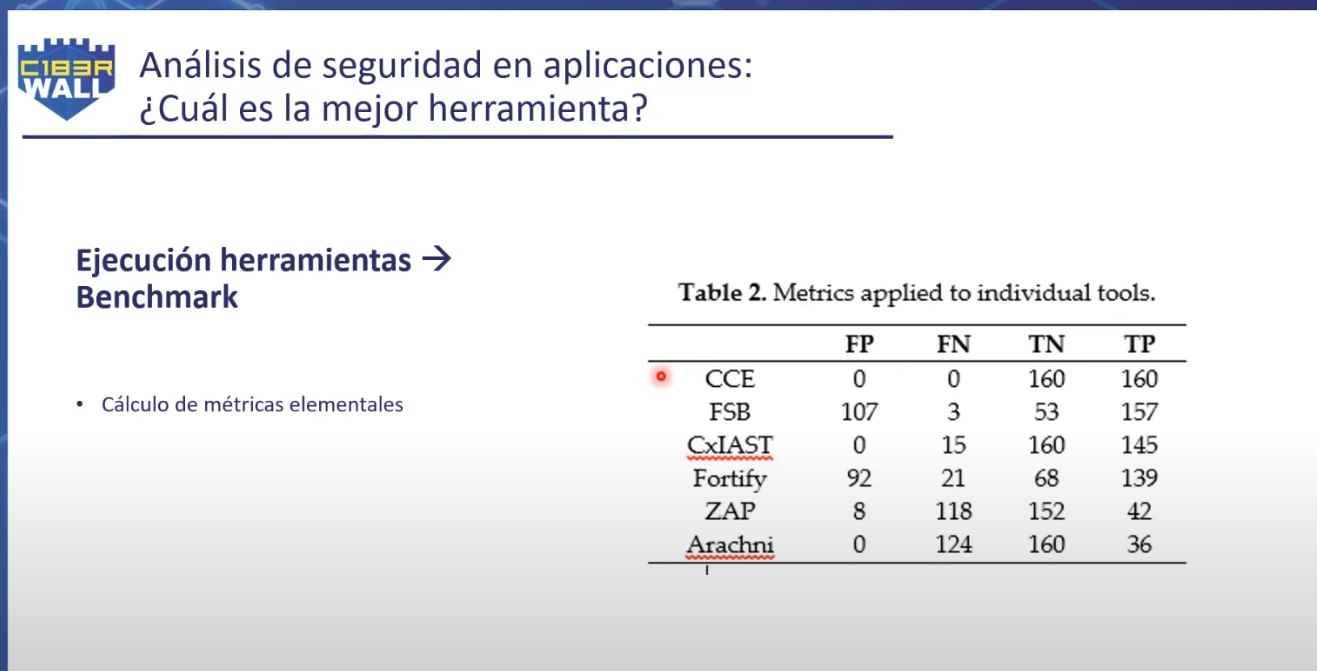 C1B3R
WALL
Análisis de seguridad en aplicaciones:
¿Cuál es la mejor herramienta?
Ejecución herramientas →
Benchmark
• Cálculo de métricas elementales
Table 2. Metrics applied to individual tools.
FP FN TN TP
CCE 0 0 160 160
FSB 107 3 53 157
CxIAST 0 15 160 145
Fortify 92 21 68 139
ZAP 8 118 152 42
Arachni 0 124 160 36